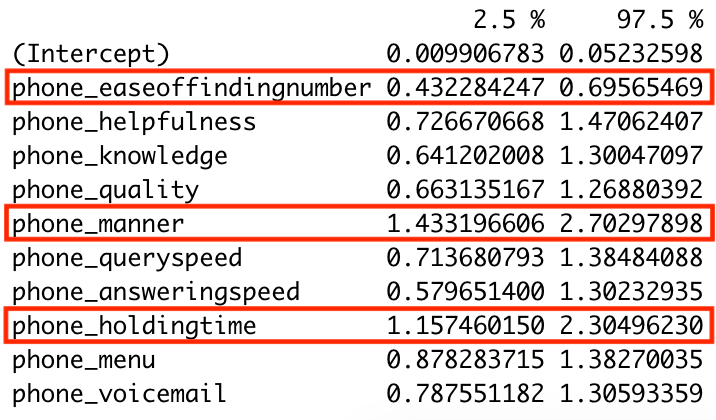 2.5 % 97.5 %
(Intercept) 0.009906783 0.05232598
phone_easeoffindingnumber 0.432284247 0.69565469
phone_helpfulness 0.726670668 1.47062407
phone_knowledge 0.641202008 1.30047097
phone_quality 0.663135167 1.26880392
phone_manner 1.433196606 2.70297898
phone_queryspeed 0.713680793 1.38484088
phone_answeringspeed 0.579651400 1.30232935
phone_holdingtime 1.157460150 2.30496230
phone_menu 0.878283715 1.38270035
phone_voicemail 0.787551182 1.30593359